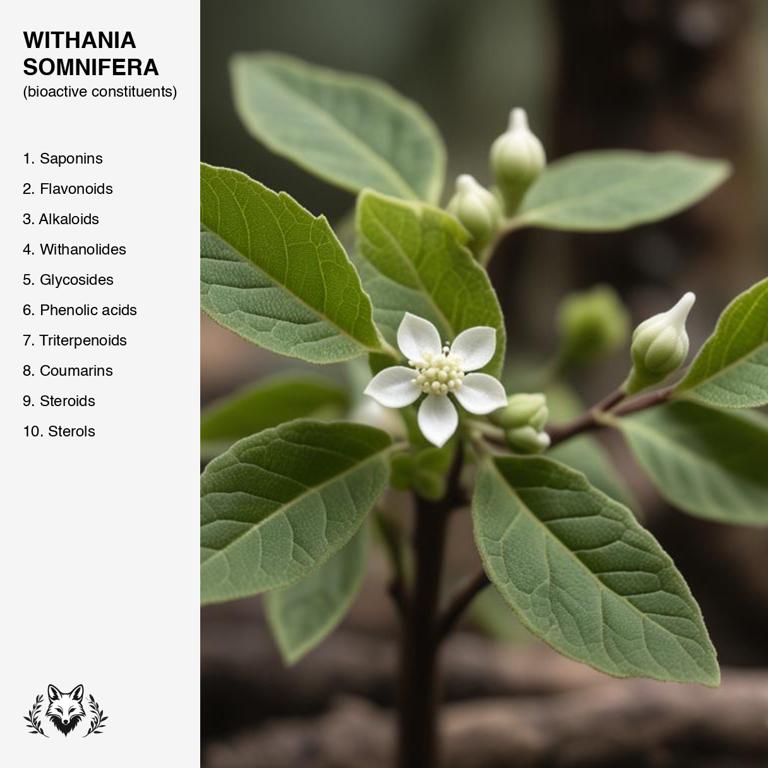 WITHANIA
SOMNIFERA
(bioactive constituents)
1. Saponins
2. Flavonoids
3. Alkaloids
4. Withanolides
5. Glycosides
6. Phenolic acids
7. Triterpenoids
8. Coumarins
9. Steroids
10. Sterols